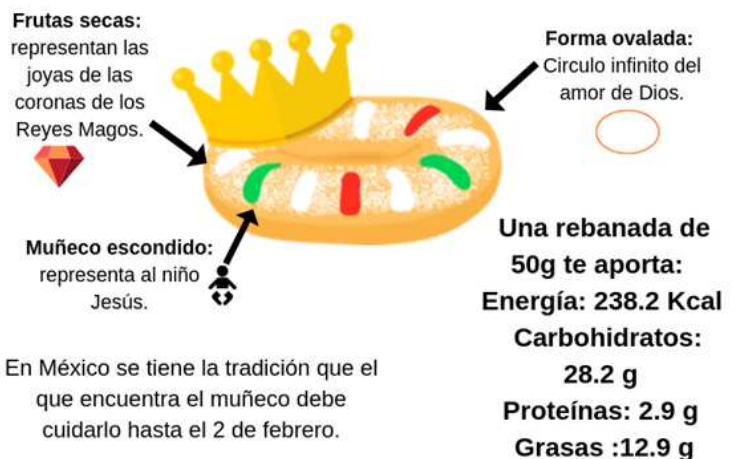 Frutas secas:
representan las
joyas de las
coronas de los
Reyes Magos.
Forma ovalada:
Circulo infinito del
amor de Dios.
Muñeco escondido:
representa al niño
Jesús.
En México se tiene la tradición que el
que encuentra el muñeco debe
cuidarlo hasta el 2 de febrero.
Una rebanada de
50g te aporta:
Energía: 238.2 Kcal
Carbohidratos:
28.2 g
Proteínas: 2.9 g
Grasas :12.9 g